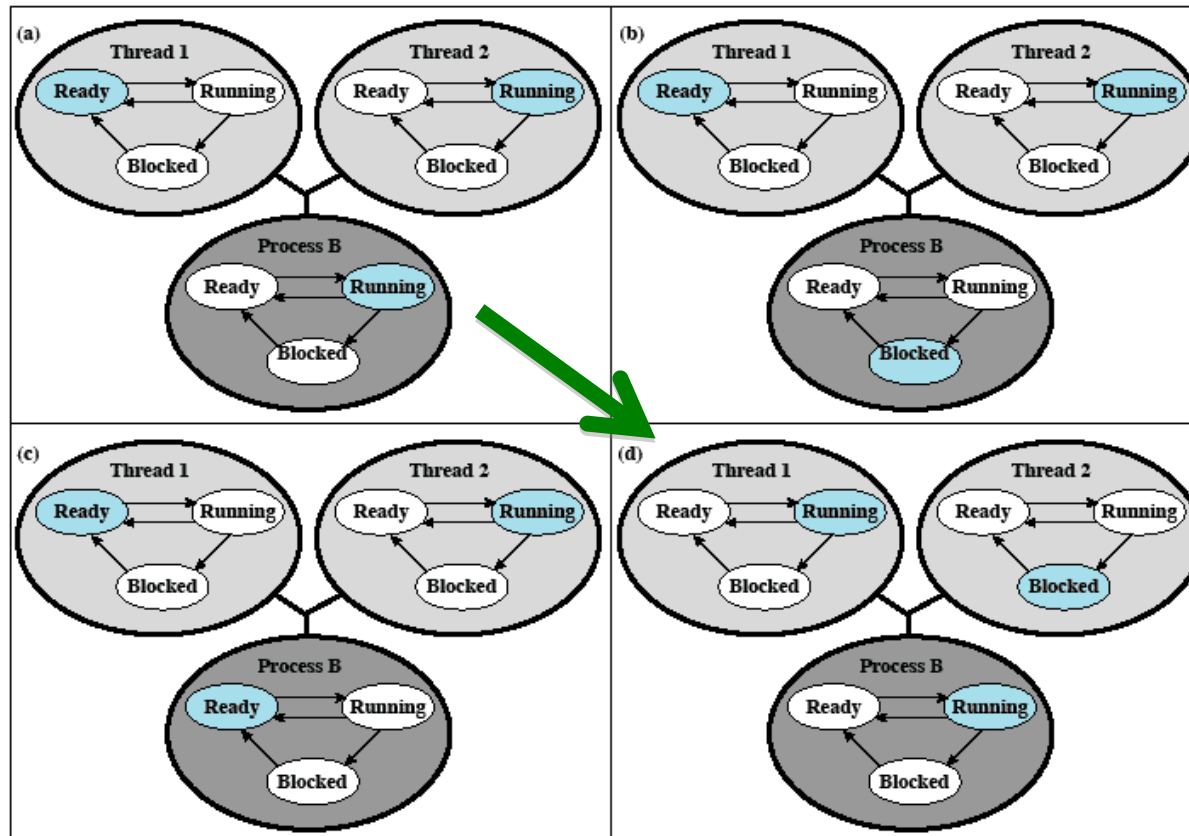 (a)
Thread 1
Ready
Running
Blocked
Thread 2
Ready
Running
Blocked
Process B
Ready
Running
Blocked
(b)
Thread 1
Ready
Running
Blocked
Thread 2
Ready
Running
Blocked
Process B
Ready
Running
Blocked
(c)
Thread 1
Ready
Running
Blocked
Thread 2
Ready
Running
Blocked
Process B
Ready
Running
Blocked
(d)
Thread 1
Ready
Running
Blocked
Thread 2
Ready
Running
Blocked
Process B
Ready
Running
Blocked